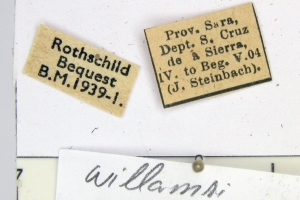 Rothschild
Bequest
B.M.1939-1.
Prov. Sara,
Dept. S. Cruz
de la Sierra,
iV. to Beg. V.04
(J. Steinbach).
Willamsi